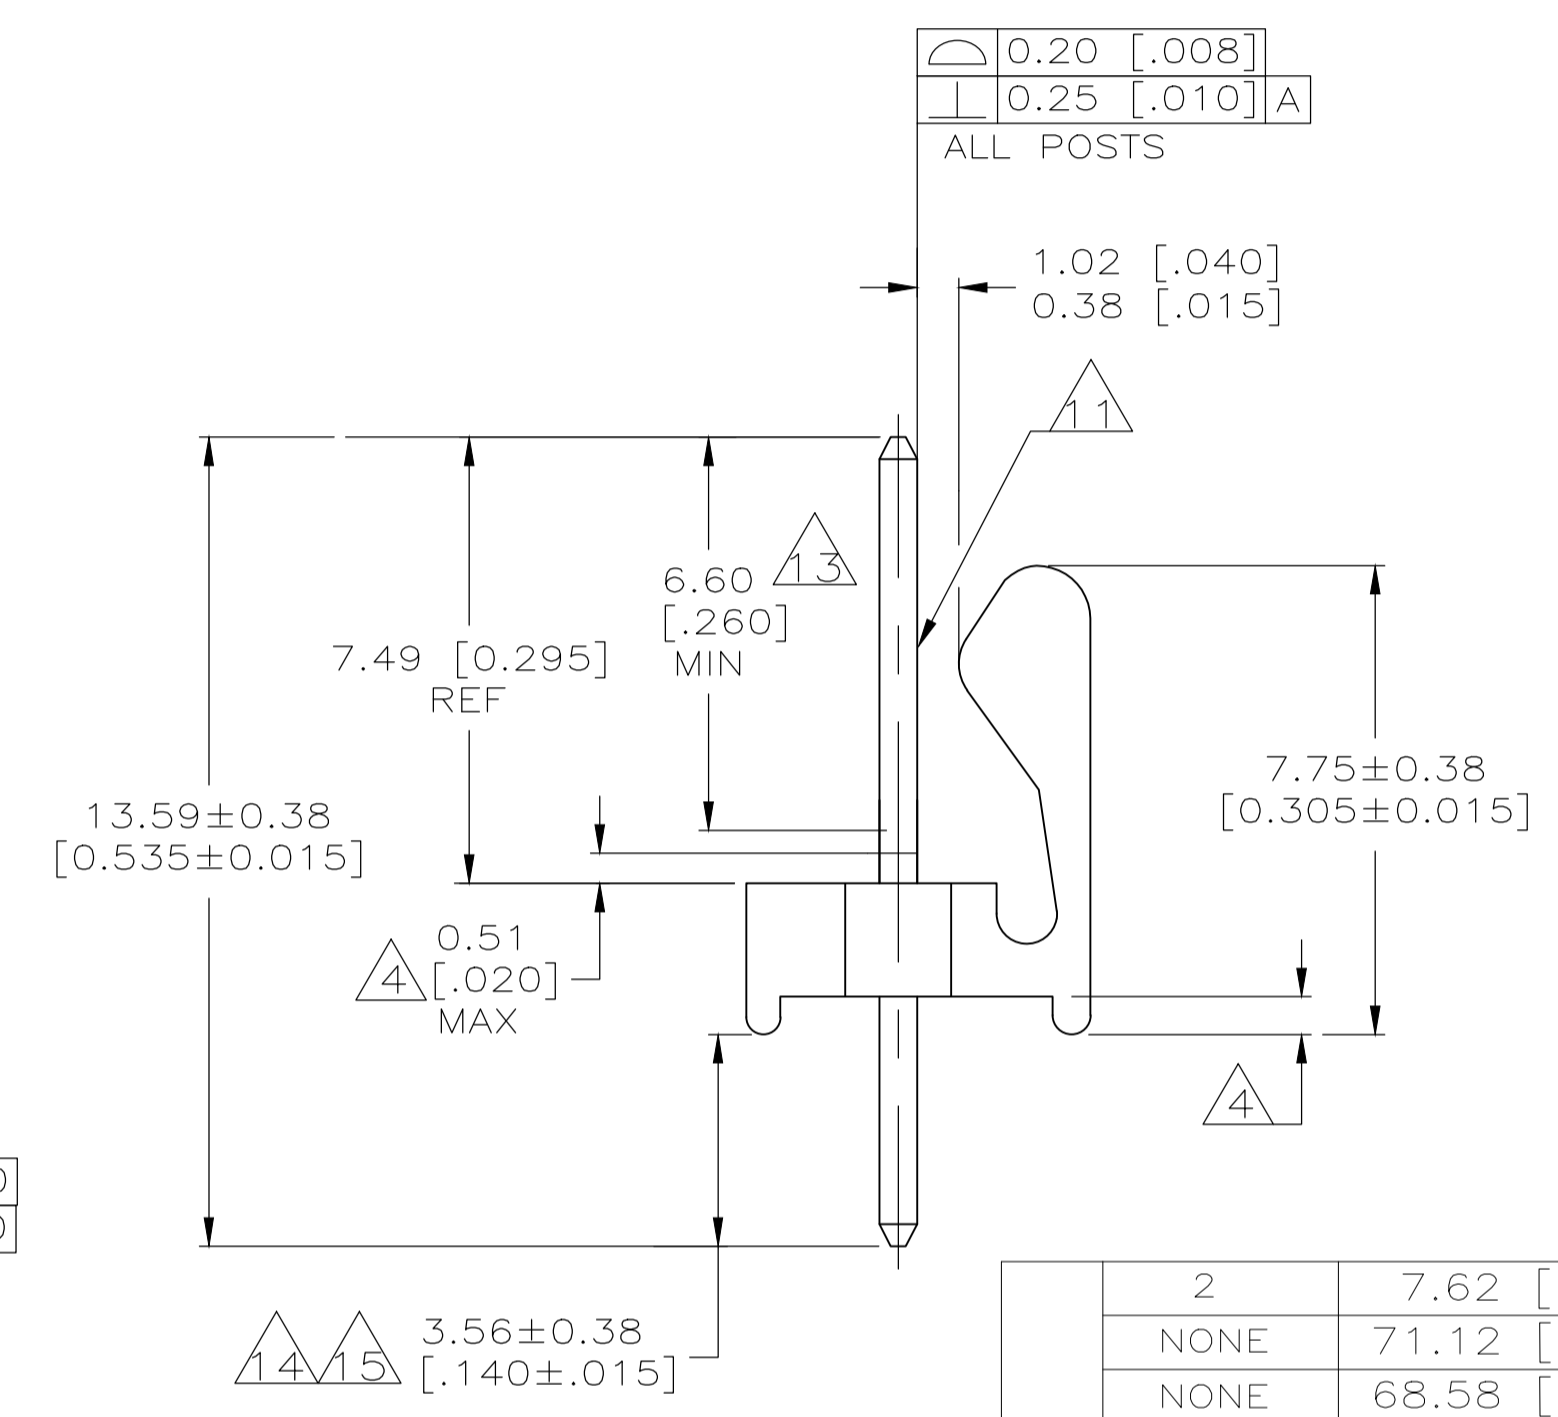 0.20 [.008]
0.25 [.010] A
ALL POSTS
1.02 [.040]
0.38 [.015]
11
13
6.60
[.260]
MIN
7.49 [0.295]
REF
7.75±0.38
[0.305±0.015]
13.59±0.38
[0.535±0.015]
4
0.51
[.020]
MAX
4
14 15
3.56±0.38
[.140±.015]
2 7.62 [
NONE 71.12 [
NONE 68.58 [